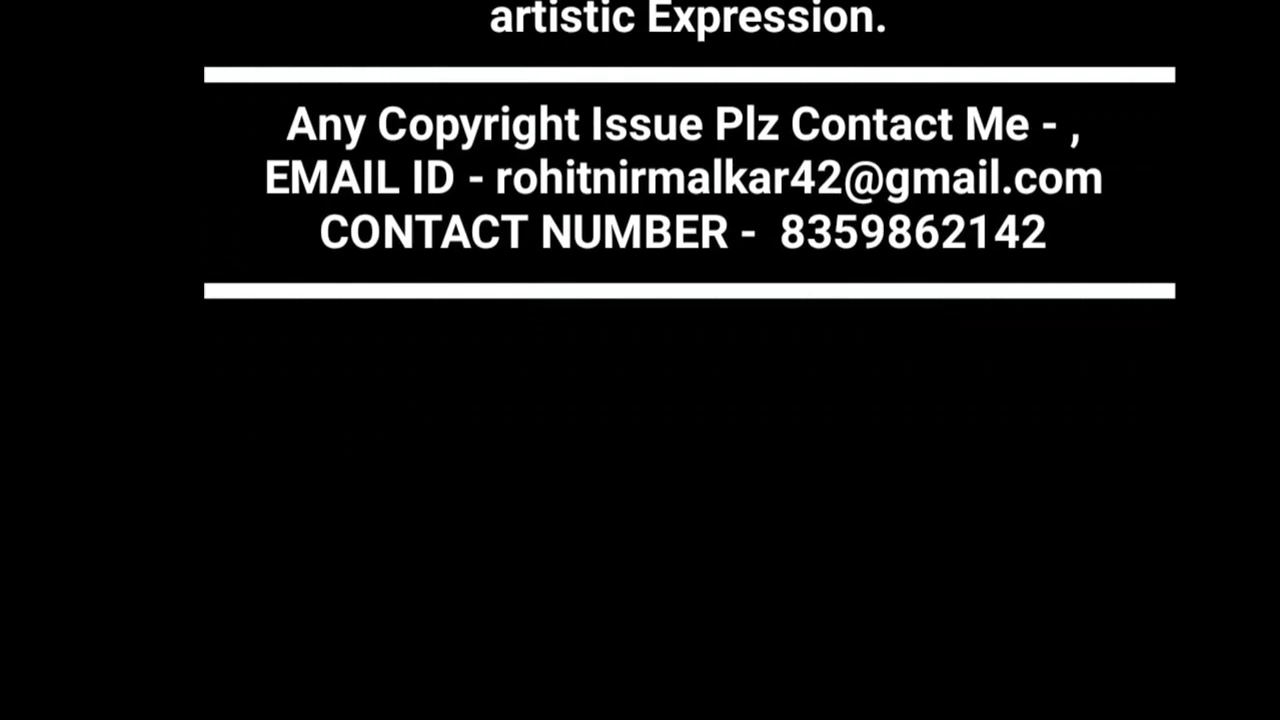 artistic Expression.
Any Copyright Issue Plz Contact Me - ,
EMAIL ID - rohitnirmalkar42@gmail.com
CONTACT NUMBER -  8359862142